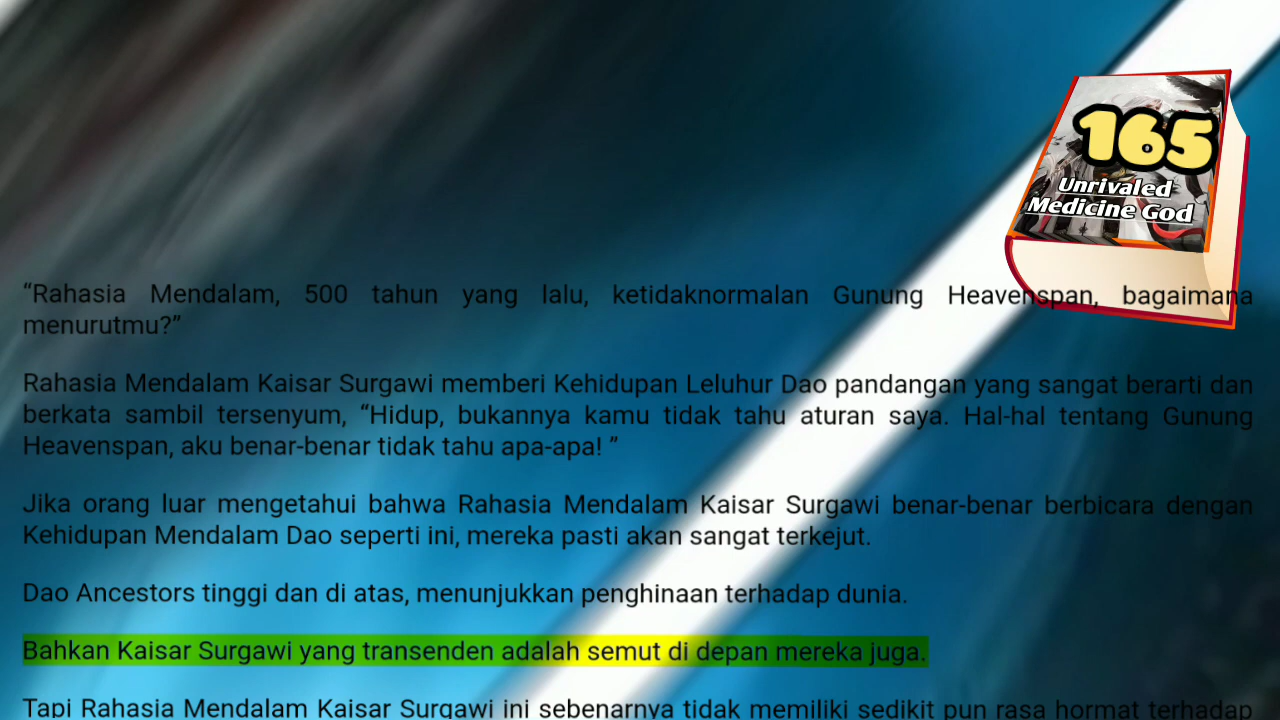 165
Unrivaled
Medicine God
“Rahasia Mendalam, 500 tahun yang lalu, ketidaknormalan Gunung Heavenspan, bagaimana
menurutmu?”
Rahasia Mendalam Kaisar Surgawi memberi Kehidupan Leluhur Dao pandangan yang sangat berarti dan
berkata sambil tersenyum, “Hidup, bukannya kamu tidak tahu aturan saya. Hal-hal tentang Gunung
Heavenspan, aku benar-benar tidak tahu apa-apa! ”
Jika orang luar mengetahui bahwa Rahasia Mendalam Kaisar Surgawi benar-benar berbicara dengan
Kehidupan Mendalam Dao seperti ini, mereka pasti akan sangat terkejut.
Dao Ancestors tinggi dan di atas, menunjukkan penghinaan terhadap dunia.
Bahkan Kaisar Surgawi yang transenden adalah semut di depan mereka juga.
Tapi Rahasia Mendalam Kaisar Surgawi ini sebenarnya tidak memiliki sedikit pun rasa hormat terhadap